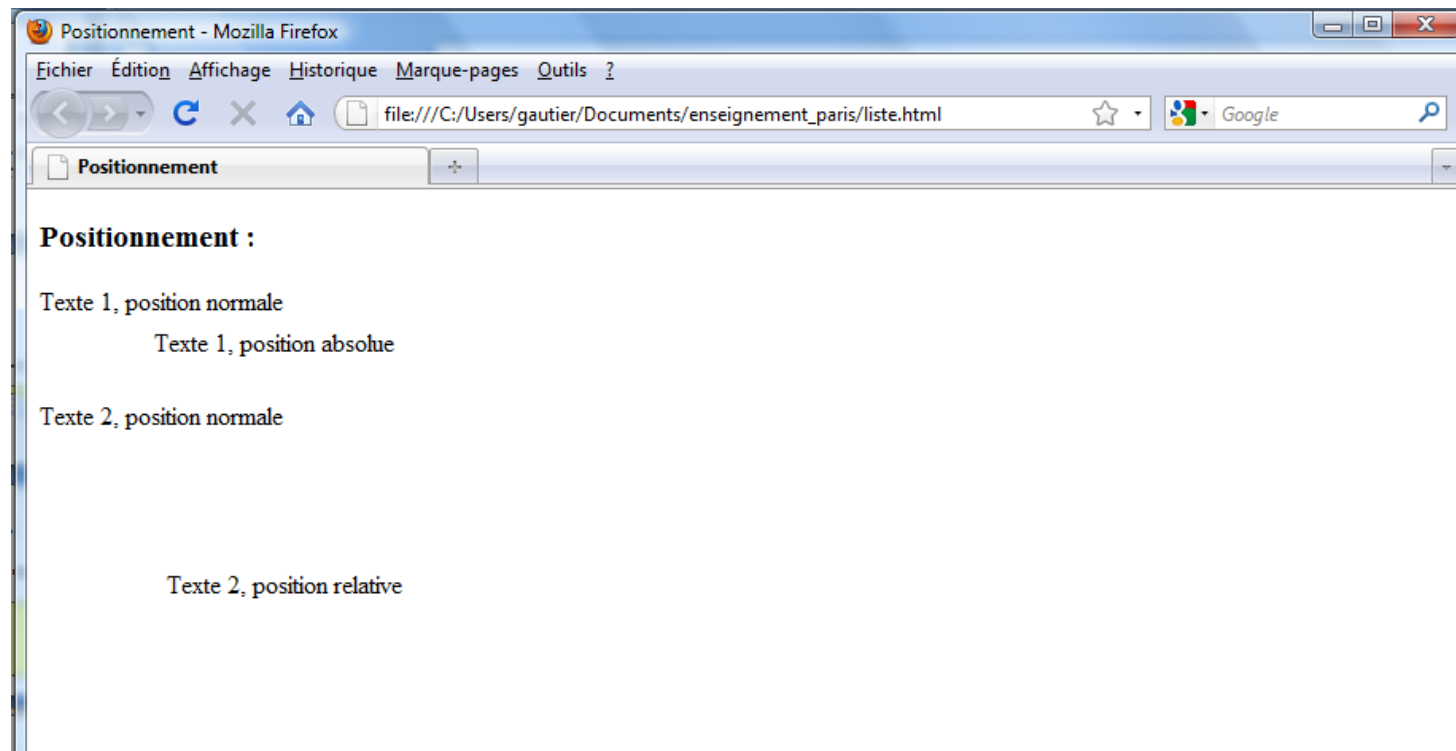 Positionnement - Mozilla Firefox
Fichier Édition Affichage Historique Marque-pages Outils ?
file:///C:/Users/gautier/Documents/enseignement_paris/liste.html Google
Positionnement
Positionnement :
Texte 1, position normale
Texte 1, position absolue
Texte 2, position normale
Texte 2, position relative